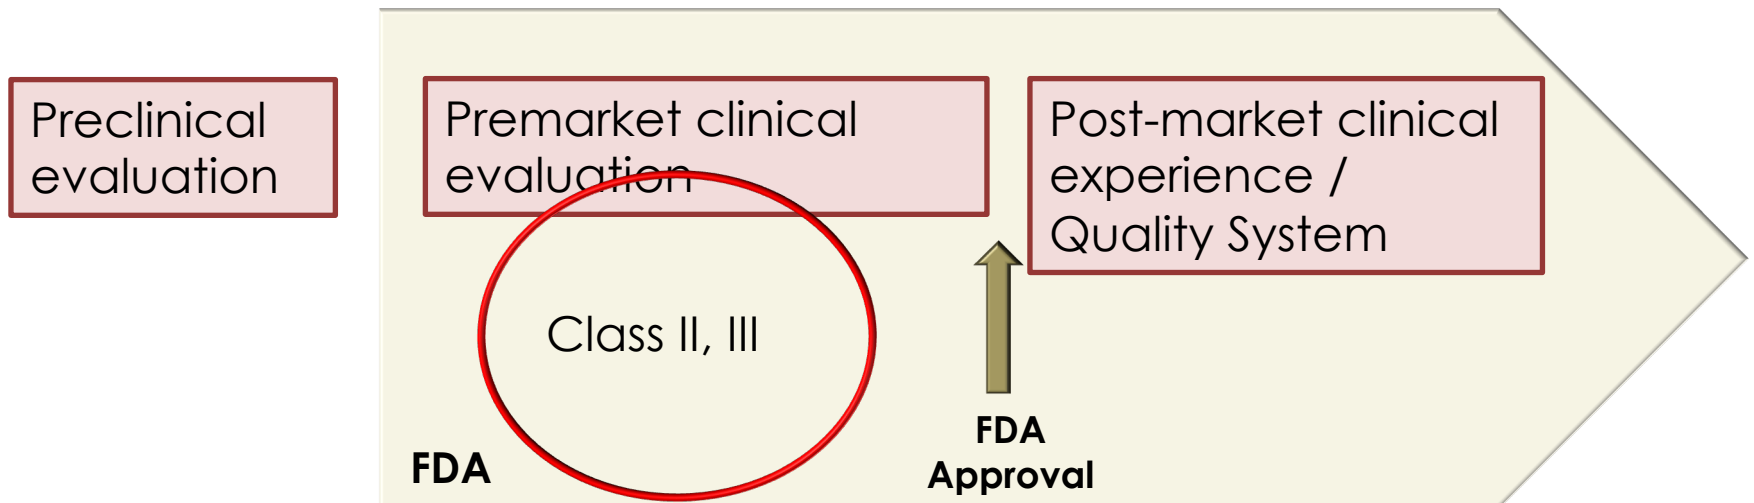 Preclinical
evaluation
Premarket clinical
evaluation
Post-market clinical
experience /
Quality System
Class II, III
FDA
FDA
Approval